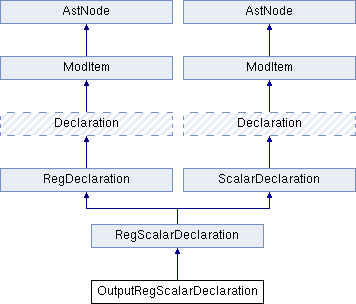 AstNode AstNode
ModItem ModItem
Declaration Declaration
RegDeclaration ScalarDeclaration
RegScalarDeclaration
OutputRegScalarDeclaration